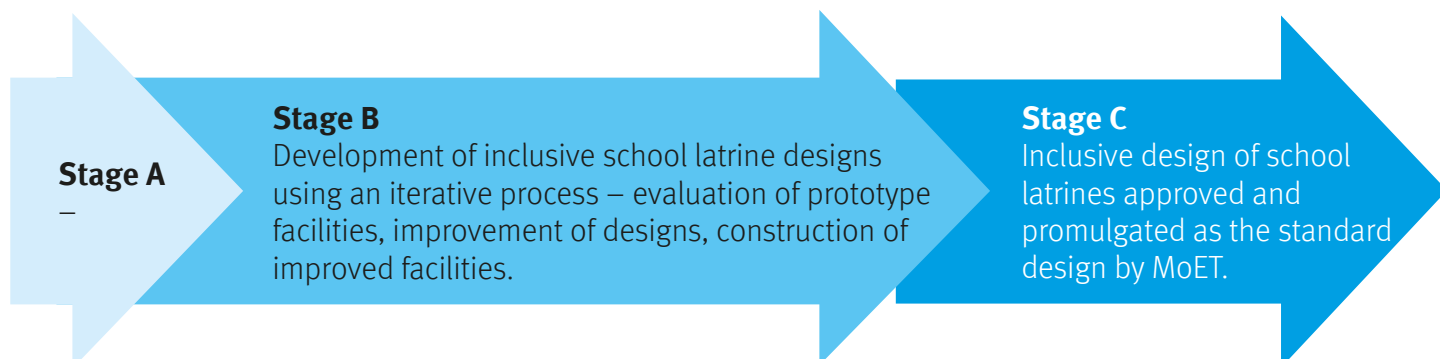 Stage A
–
Stage B
Development of inclusive school latrine designs
using an iterative process – evaluation of prototype
facilities, improvement of designs, construction of
improved facilities.
Stage C
Inclusive design of school
latrines approved and
promulgated as the standard
design by MoET.